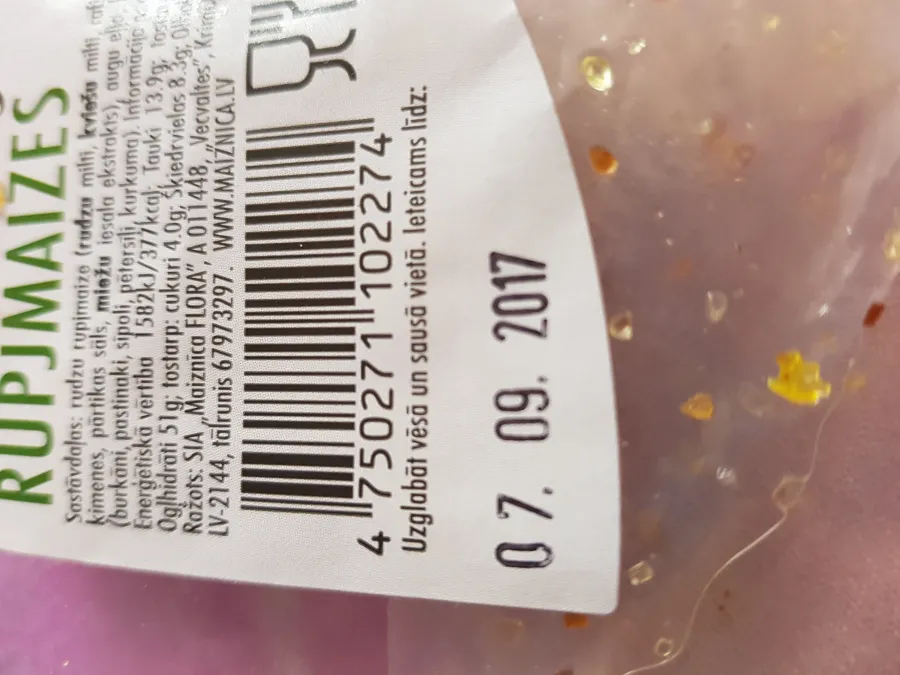 RUPJMAIZES
Sastāvdaļas: rudzu rupjmaize (rudzu milti, kviešu milti,
ķimenes, pārtikas sāls, miežu iesala ekstrakts), augu eļļa
(burkāni, pastinaki, sīpoli, pētersīļi, kurkuma). Informācija
Enerģētiskā vērtība 1582kJ/377kcal; Tauki 13.9g;
Ogļhidrāti 51g; tostarp: cukuri 4.0g; Šķiedrvielas 8.3g;
Ražots: SIA „Maiznīca FLORA”, A 011448, „Vecvaltes”,
LV-2144, tālrunis 67973297. WWW.MAIZNICA.LV
4 750271 102274
Uzglabāt vēsā un sausā vietā. Ieteicams līdz:
07. 09. 2017